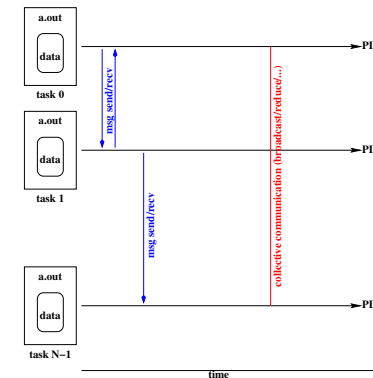 a.out
data
task 0
PI
msg send/recv
a.out
data
task 1
PI
msg send/recv
collective communication (broadcast/reduce/...)
a.out
data
task N−1
PI
time